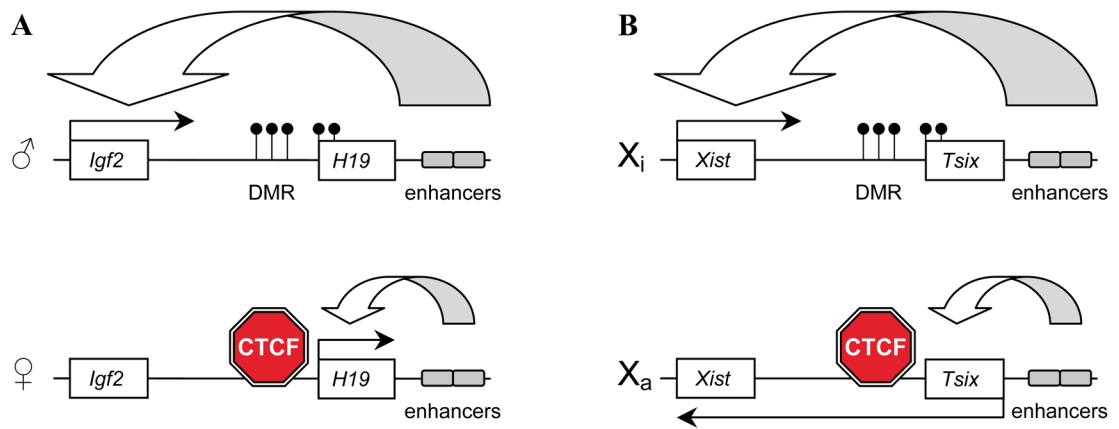 A
B
♂
Igf2
H19
DMR
enhancers
Xi
Xist
Tsix
DMR
enhancers
♀
Igf2
CTCF
H19
enhancers
Xa
Xist
CTCF
Tsix
enhancers